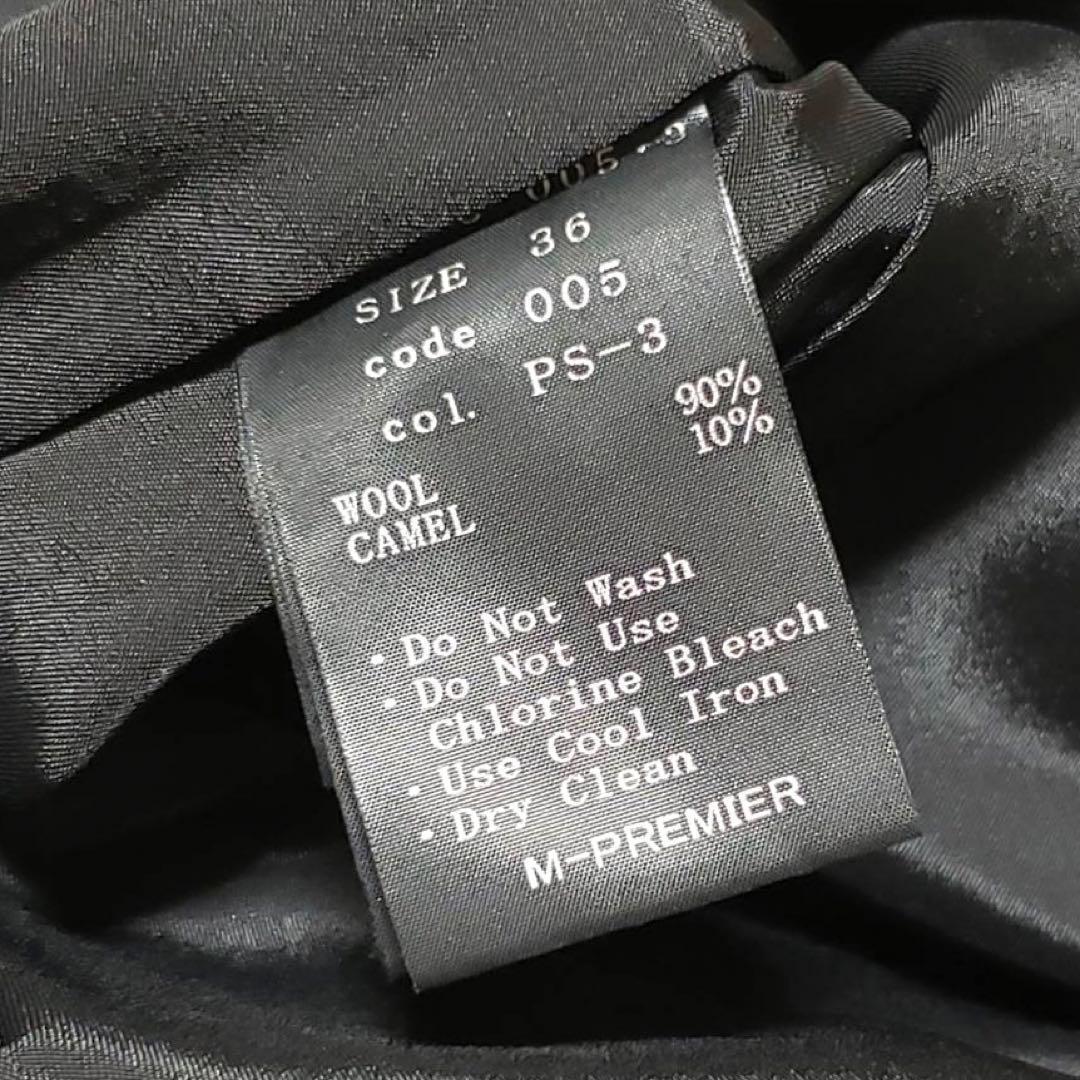 SIZE 36
code 005
col. PS-3
90%
10%
WOOL
CAMEL
・Do Not Wash
・Do Not Use
Chlorine Bleach
・Use Cool Iron
・Dry Clean
M-PREMIER